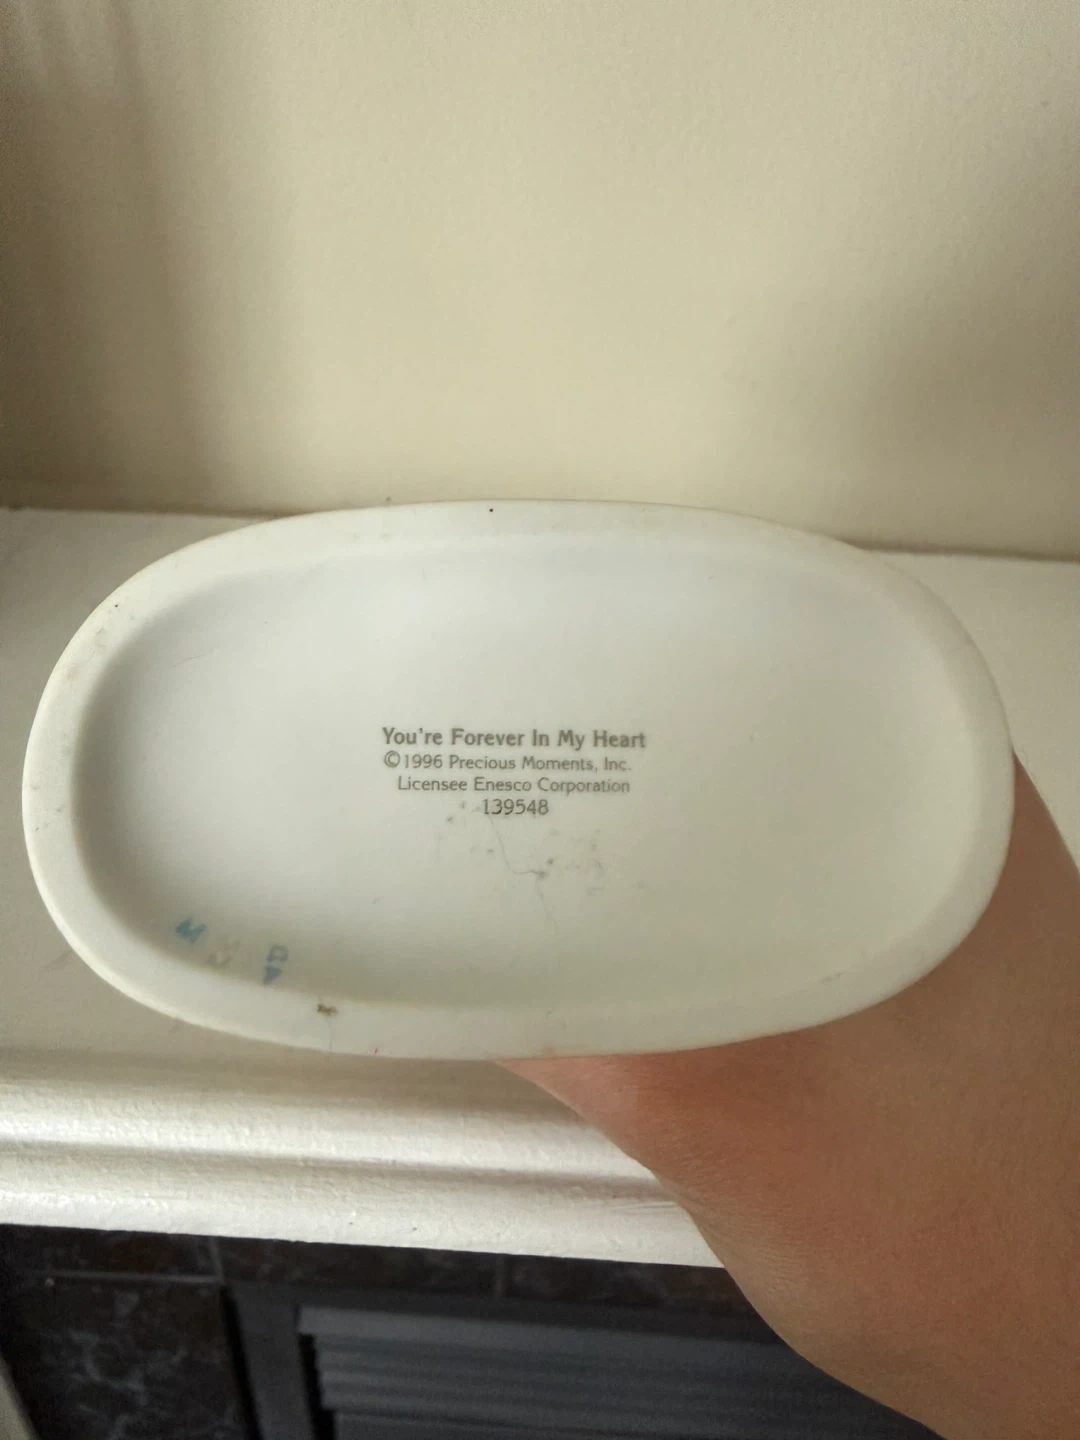 You're Forever In My Heart
©1996 Precious Moments, Inc.
Licensee Enesco Corporation
139548